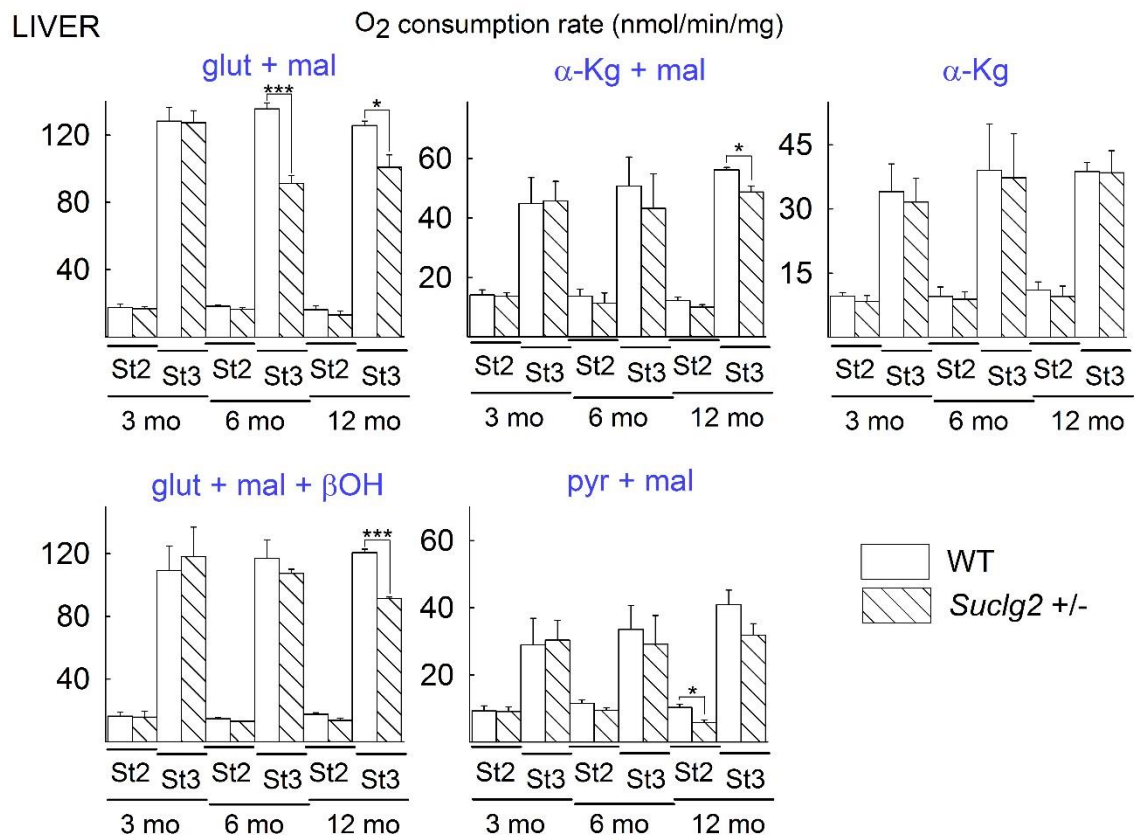 LIVER
O2 consumption rate (nmol/min/mg)
glut + mal
α-Kg + mal
α-Kg
***
*
*
120
80
40
60
40
20
45
30
15
St2 St3 St2 St3 St2 St3
St2 St3 St2 St3 St2 St3
St2 St3 St2 St3 St2 St3
3 mo 6 mo 12 mo
3 mo 6 mo 12 mo
3 mo 6 mo 12 mo
glut + mal + βOH
pyr + mal
***
*
120
80
40
60
40
20
WT
Suclg2 +/-
St2 St3 St2 St3 St2 St3
St2 St3 St2 St3 St2 St3
3 mo 6 mo 12 mo
3 mo 6 mo 12 mo